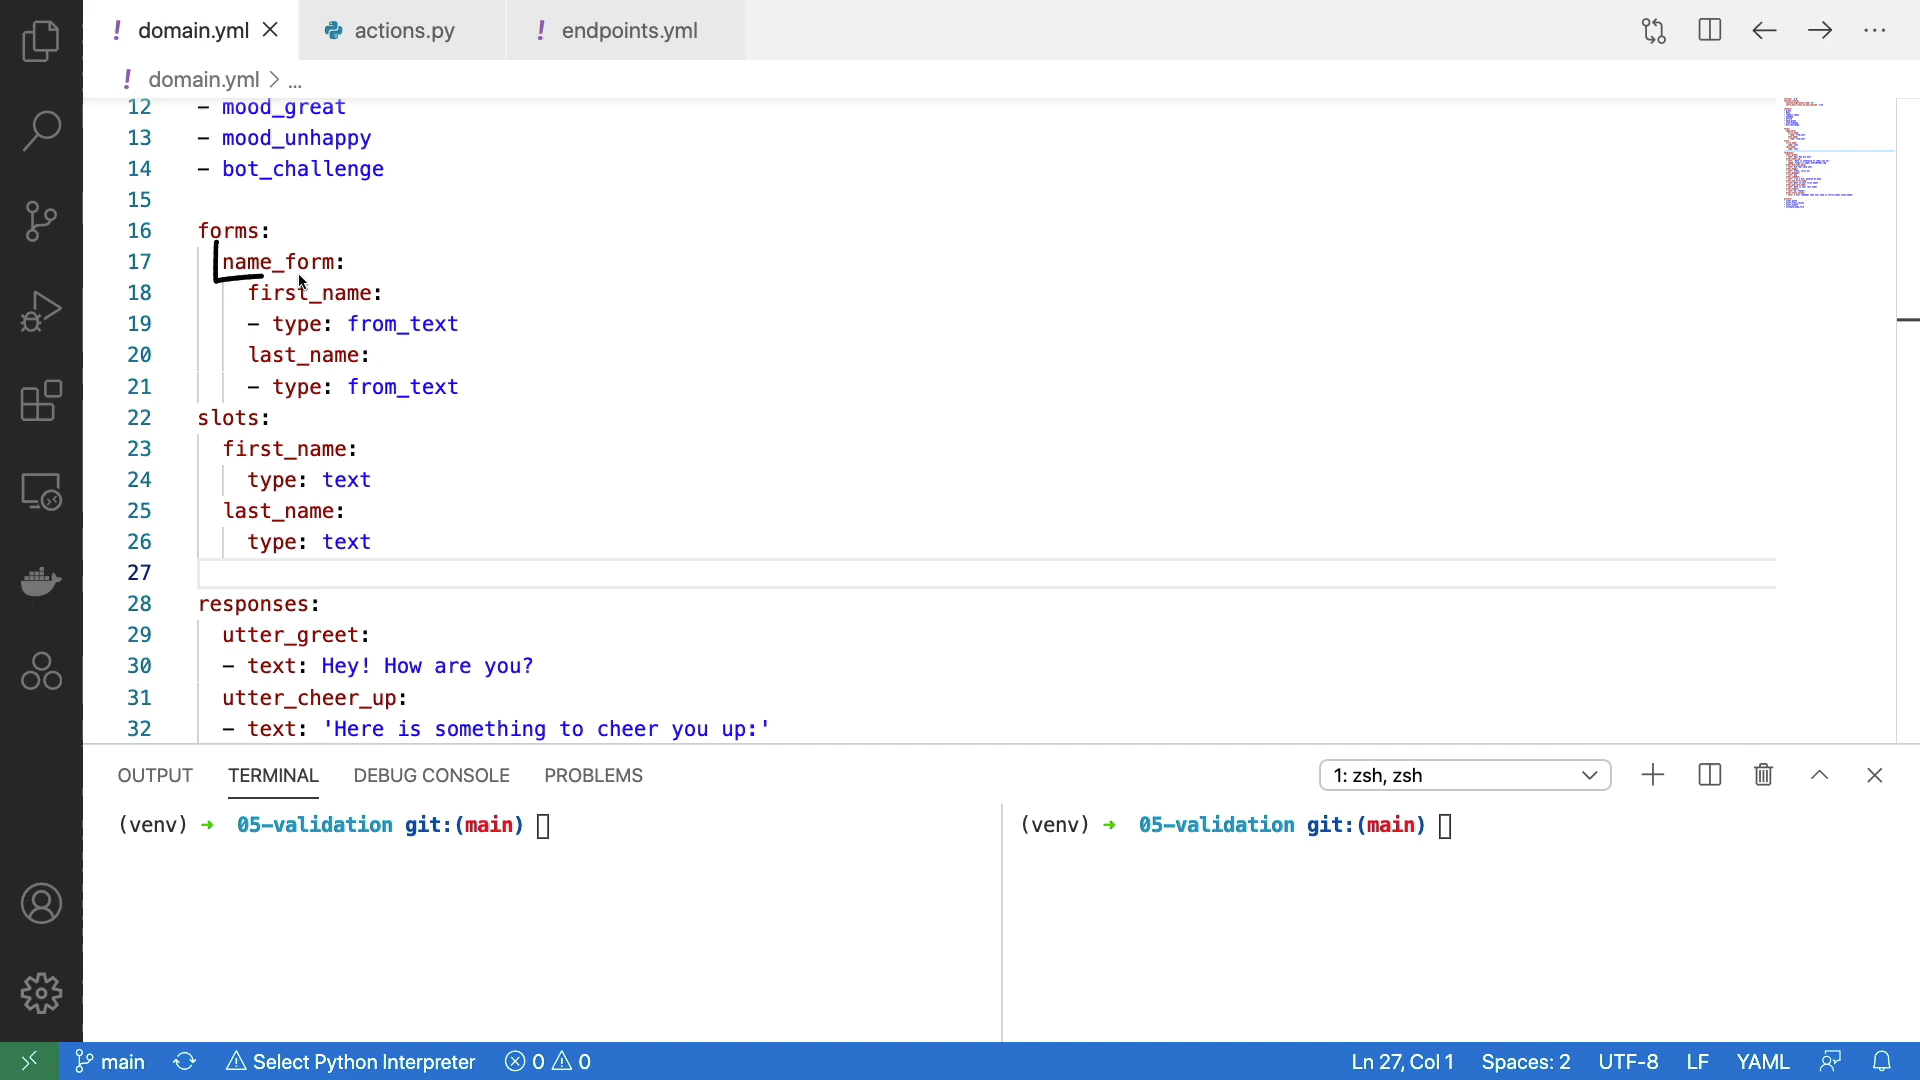 ! domain.yml
actions.py
! endpoints.yml
! domain.yml > ...
12 - mood_great
13 - mood_unhappy
14 - bot_challenge
15
16 forms:
17 name_form:
18 first_name:
19 - type: from_text
20 last_name:
21 - type: from_text
22 slots:
23 first_name:
24 type: text
25 last_name:
26 type: text
27
28 responses:
29 utter_greet:
30 - text: Hey! How are you?
31 utter_cheer_up:
32 - text: 'Here is something to cheer you up:'
OUTPUT TERMINAL DEBUG CONSOLE PROBLEMS
1: zsh, zsh
(venv) → 05-validation git:(main)
(venv) → 05-validation git:(main)
main Select Python Interpreter 0 0 Ln 27, Col 1 Spaces: 2 UTF-8 LF YAML